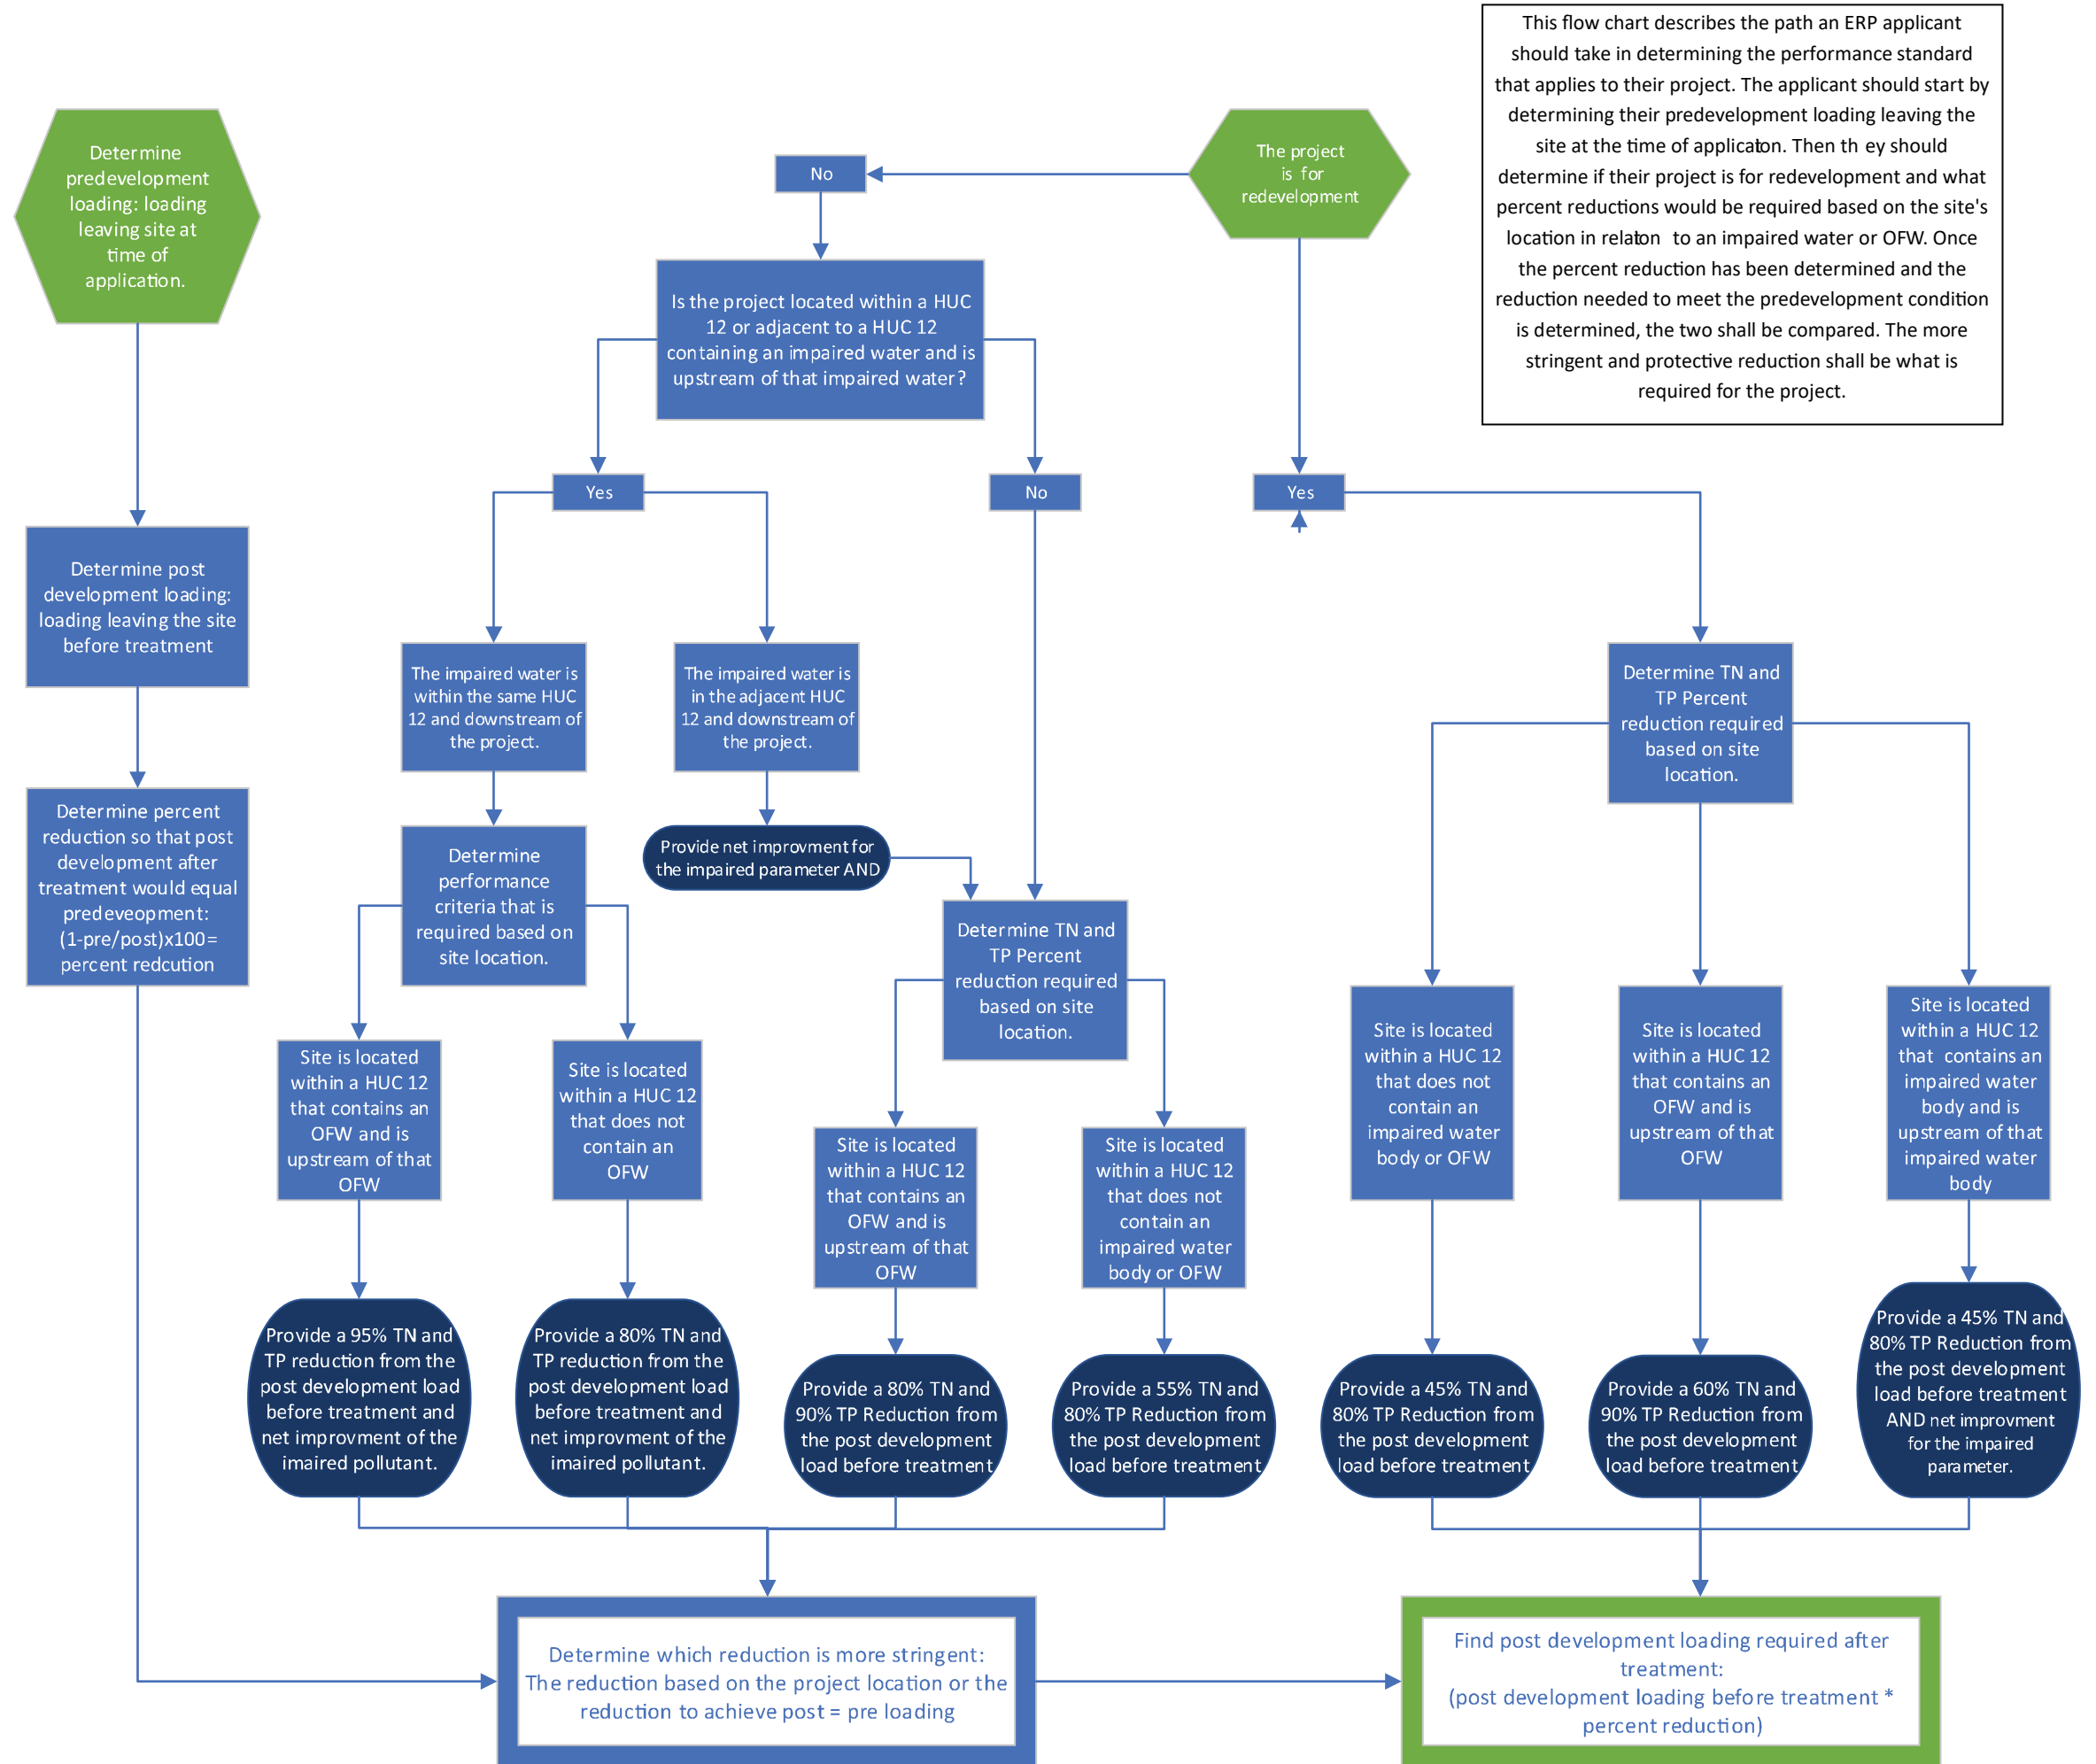 This flow chart describes the path an ERP applicant
should take in determining the performance standard
that applies to their project. The applicant should start by
determining their predevelopment loading leaving the
site at the time of applicaton. Then th ey should
determine if their project is for redevelopment and what
percent reductions would be required based on the site's
location in relaton to an impaired water or OFW. Once
the percent reduction has been determined and the
reduction needed to meet the predevelopment condition
is determined, the two shall be compared. The more
stringent and protective reduction shall be what is
required for the project.
Determine
predevelopment
loading: loading
leaving site at
time of
application.
No
The project
is for
redevelopment
Is the project located within a HUC
12 or adjacent to a HUC 12
containing an impaired water and is
upstream of that impaired water?
Yes
No
Yes
Determine post
development loading:
loading leaving the site
before treatment
The impaired water is
within the same HUC
12 and downstream of
the project.
The impaired water is
in the adjacent HUC
12 and downstream of
the project.
Determine TN and
TP Percent
reduction required
based on site
location.
Determine percent
reduction so that post
development after
treatment would equal
predeveopment:
(1-pre/post)x100=
percent redcution
Determine
performance
criteria that is
required based on
site location.
Provide net improvment for
the impaired parameter AND
Determine TN and
TP Percent
reduction required
based on site
location.
Site is located
within a HUC 12
that contains an
OFW and is
upstream of that
OFW
Site is located
within a HUC 12
that does not
contain an
OFW
Site is located
within a HUC 12
that contains an
OFW and is
upstream of that
OFW
Site is located
within a HUC 12
that does not
contain an
impaired water
body or OFW
Site is located
within a HUC 12
that does not
contain an
impaired water
body or OFW
Site is located
within a HUC 12
that contains an
OFW and is
upstream of that
OFW
Site is located
within a HUC 12
that contains an
impaired water
body and is
upstream of that
impaired water
body
Provide a 95% TN and
TP reduction from the
post development load
before treatment and
net improvment of the
imaired pollutant.
Provide a 80% TN and
TP reduction from the
post development load
before treatment and
net improvment of the
imaired pollutant.
Provide a 80% TN and
90% TP Reduction from
the post development
load before treatment
Provide a 55% TN and
80% TP Reduction from
the post development
load before treatment
Provide a 45% TN and
80% TP Reduction from
the post development
load before treatment
Provide a 60% TN and
90% TP Reduction from
the post development
load before treatment
Provide a 45% TN and
80% TP Reduction from
the post development
load before treatment
AND net improvment
for the impaired
parameter.
Determine which reduction is more stringent:
The reduction based on the project location or the
reduction to achieve post = pre loading
Find post development loading required after
treatment:
(post development loading before treatment *
percent reduction)